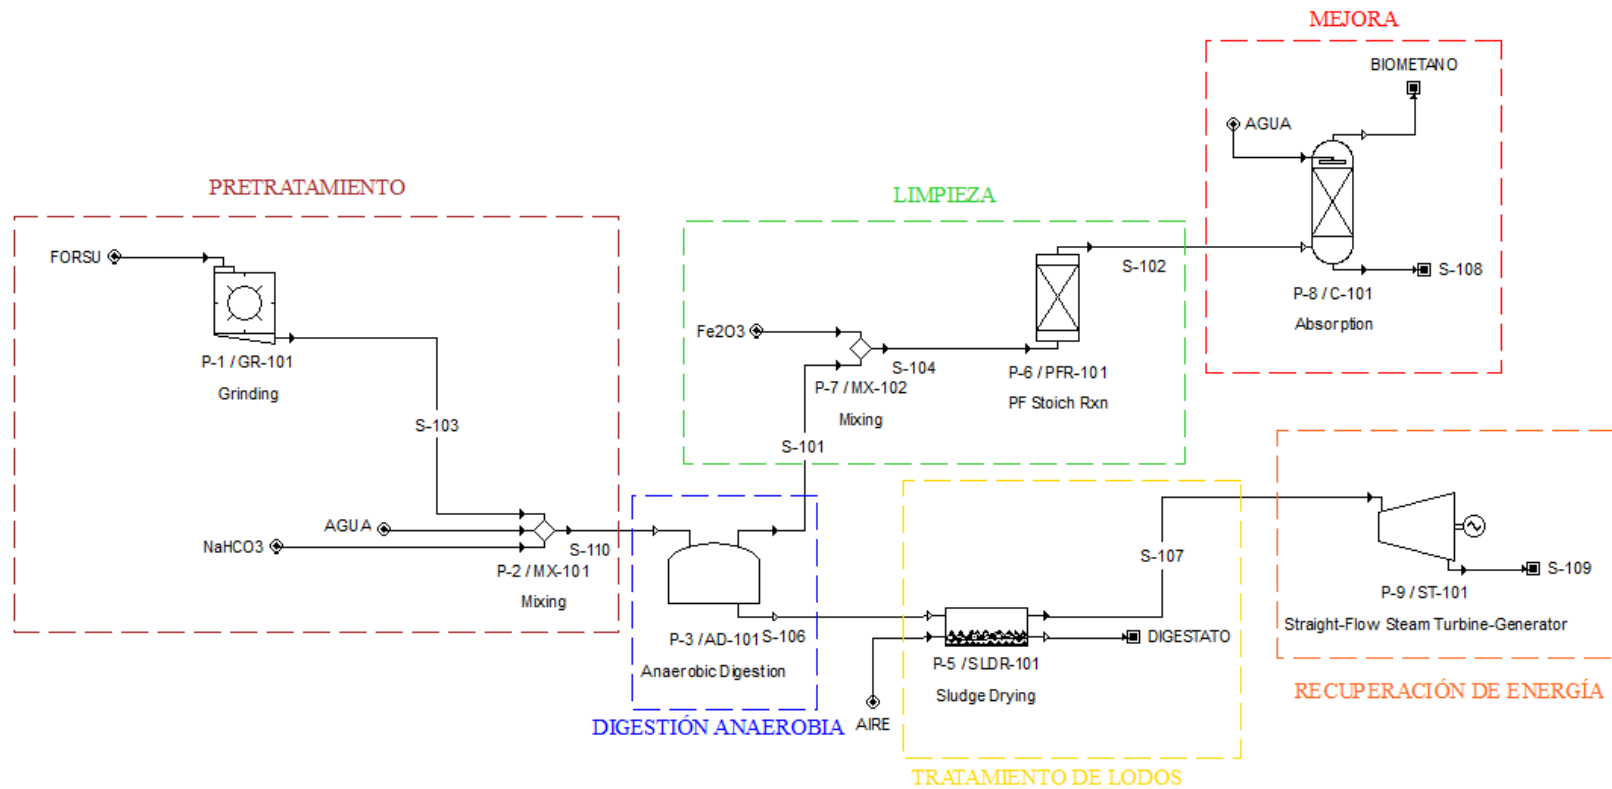 MEJORA
BIOMETANO
AGUA
S-108
P-8 / C-101
Absorption
PRETRATAMIENTO
FORSU
P-1 / GR-101
Grinding
S-103
AGUA
NaHCO3
S-110
P-2 / MX-101
Mixing
LIMPIEZA
S-102
Fe2O3
S-104
P-7 / MX-102
Mixing
P-6 / PFR-101
PF Stoich Rxn
S-101
P-3 / AD-101
S-106
Anaerobic Digestion
DIGESTIÓN ANAEROBIA
S-107
DIGESTATO
P-5 / SLDR-101
Sludge Drying
AIRE
TRATAMIENTO DE LODOS
S-109
P-9 / ST-101
Straight-Flow Steam Turbine-Generator
RECUPERACIÓN DE ENERGÍA